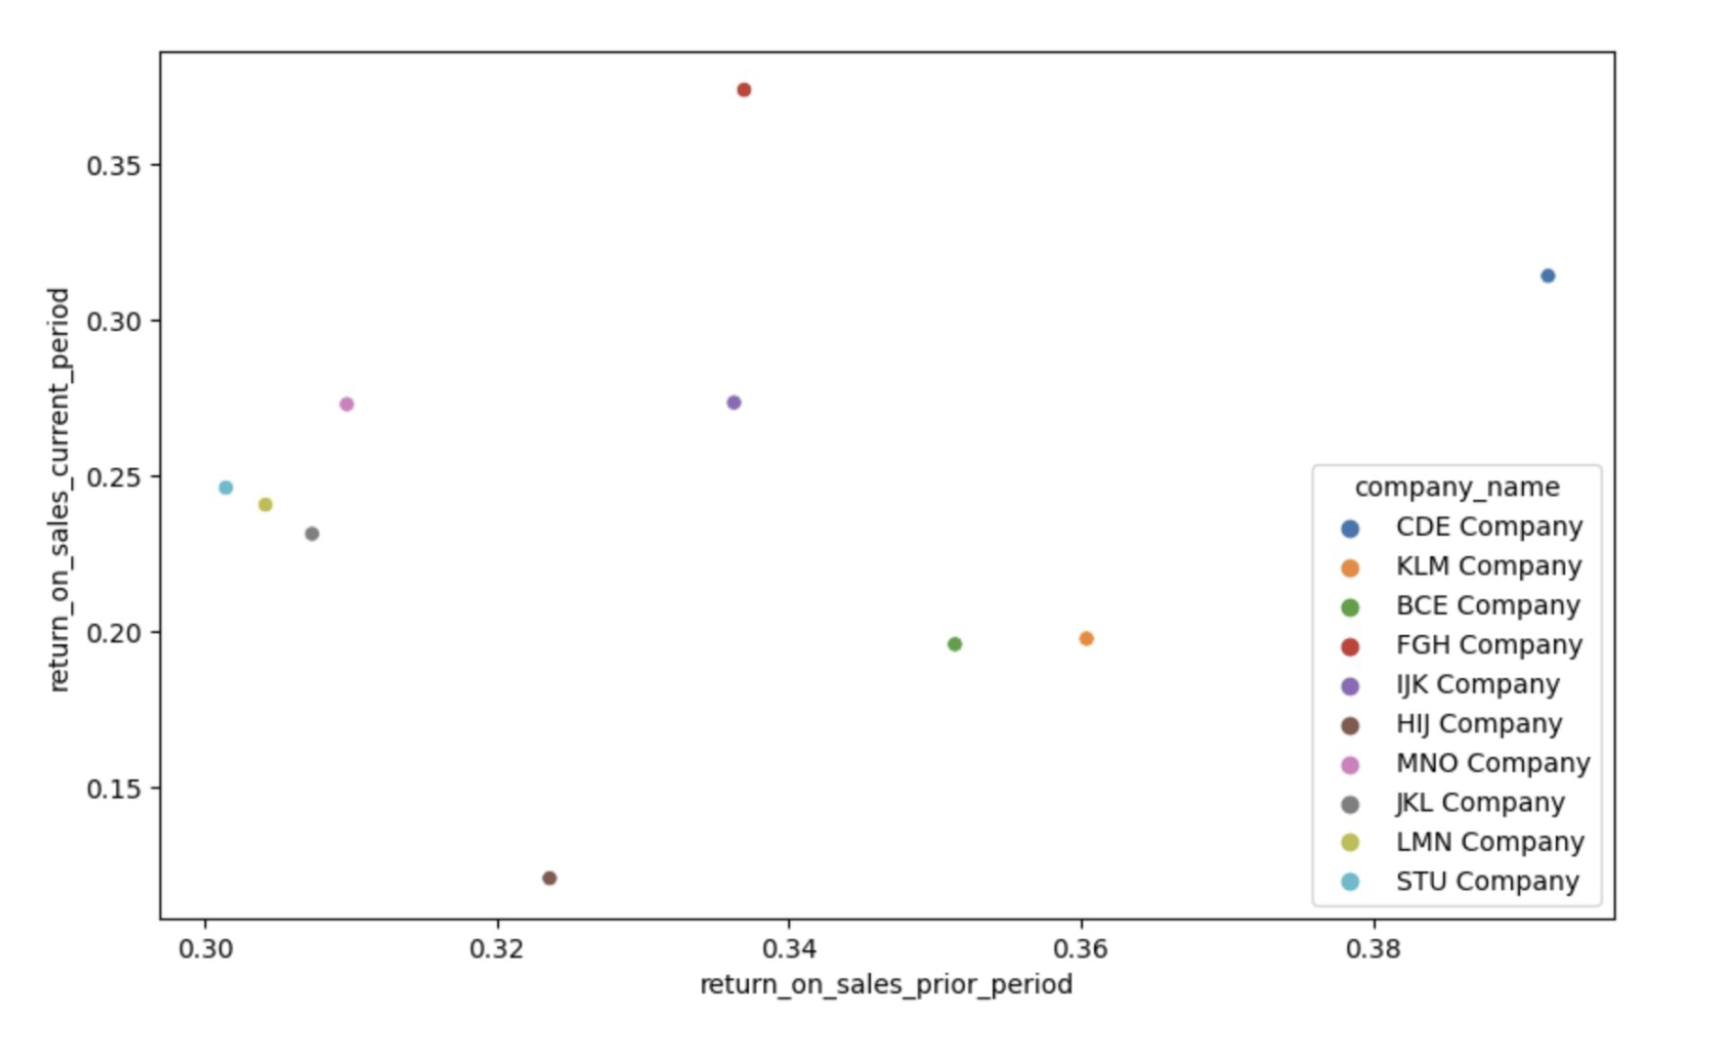 0.35
0.30
0.25
0.20
0.15
return_on_sales_current_period
company_name
CDE Company
KLM Company
BCE Company
FGH Company
IJK Company
HIJ Company
MNO Company
JKL Company
LMN Company
STU Company
0.30 0.32 0.34 0.36 0.38
return_on_sales_prior_period